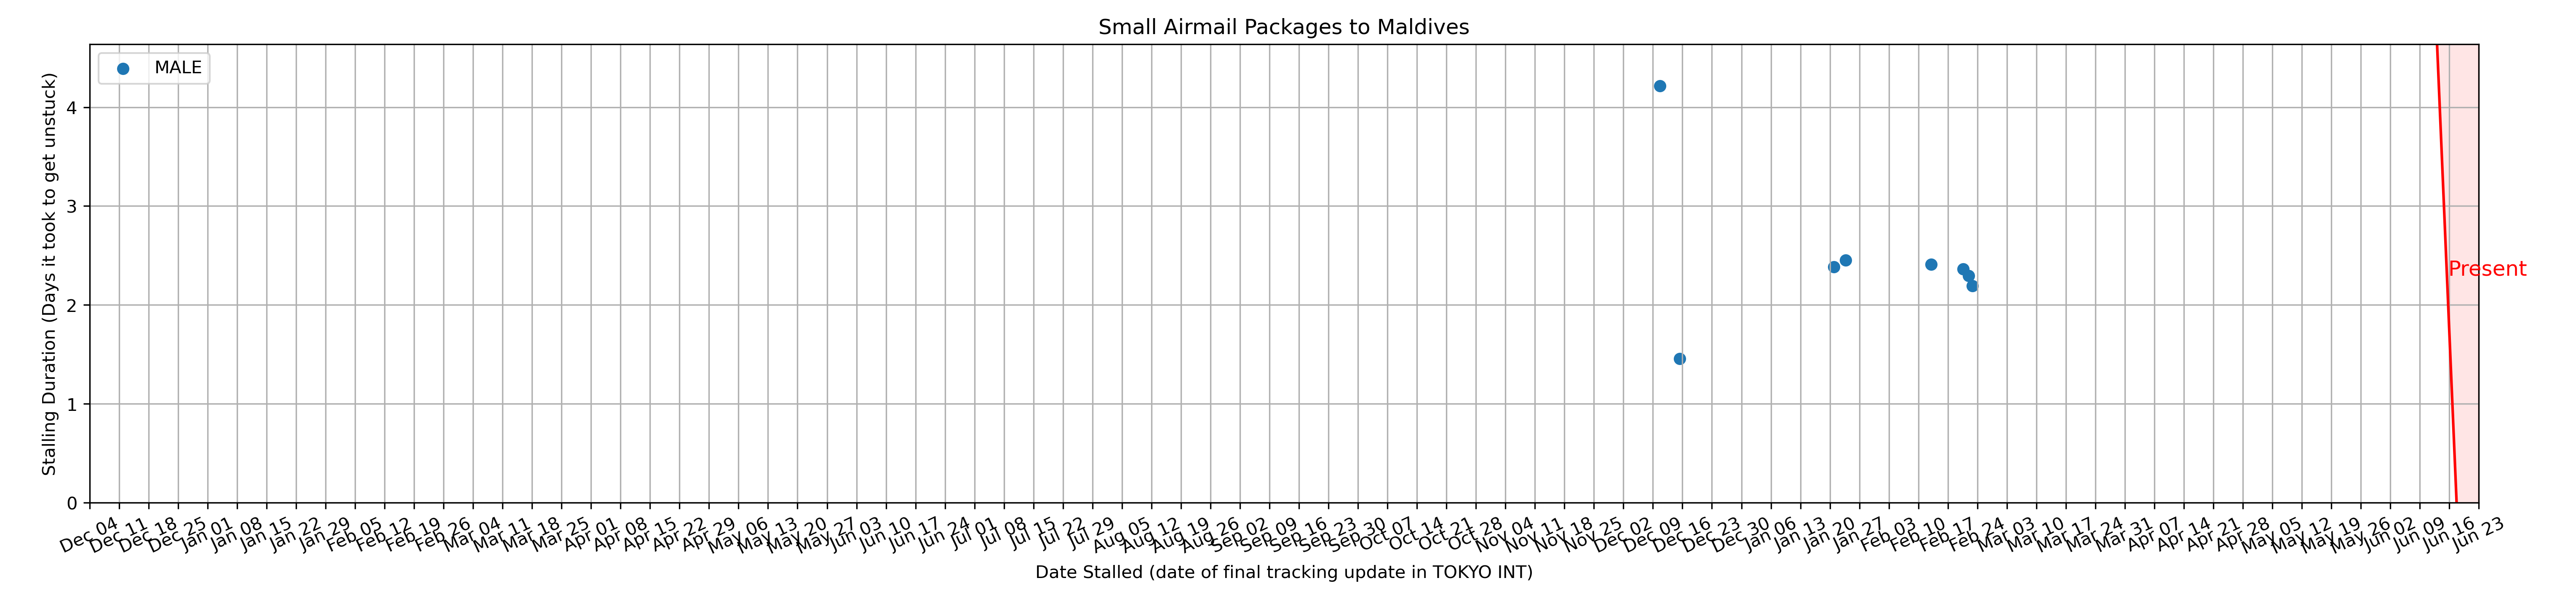 Small Airmail Packages to Maldives
MALE
Stalling Duration (Days it took to get unstuck)
4
3
2
1
0
Present
Dec 04
Dec 11
Dec 18
Dec 25
Jan 01
Jan 08
Jan 15
Jan 22
Jan 29
Feb 05
Feb 12
Feb 19
Feb 26
Mar 04
Mar 11
Mar 18
Mar 25
Apr 01
Apr 08
Apr 15
Apr 22
Apr 29
May 06
May 13
May 20
May 27
Jun 03
Jun 10
Jun 17
Jun 24
Jul 01
Jul 08
Jul 15
Jul 22
Jul 29
Aug 05
Aug 12
Aug 19
Aug 26
Sep 02
Sep 09
Sep 16
Sep 23
Sep 30
Oct 07
Oct 14
Oct 21
Oct 28
Nov 04
Nov 11
Nov 18
Nov 25
Dec 02
Dec 09
Dec 16
Dec 23
Dec 30
Jan 06
Jan 13
Jan 20
Jan 27
Feb 03
Feb 10
Feb 17
Feb 24
Mar 03
Mar 10
Mar 17
Mar 24
Mar 31
Apr 07
Apr 14
Apr 21
Apr 28
May 05
May 12
May 19
May 26
Jun 02
Jun 09
Jun 16
Jun 23
Date Stalled (date of final tracking update in TOKYO INT)